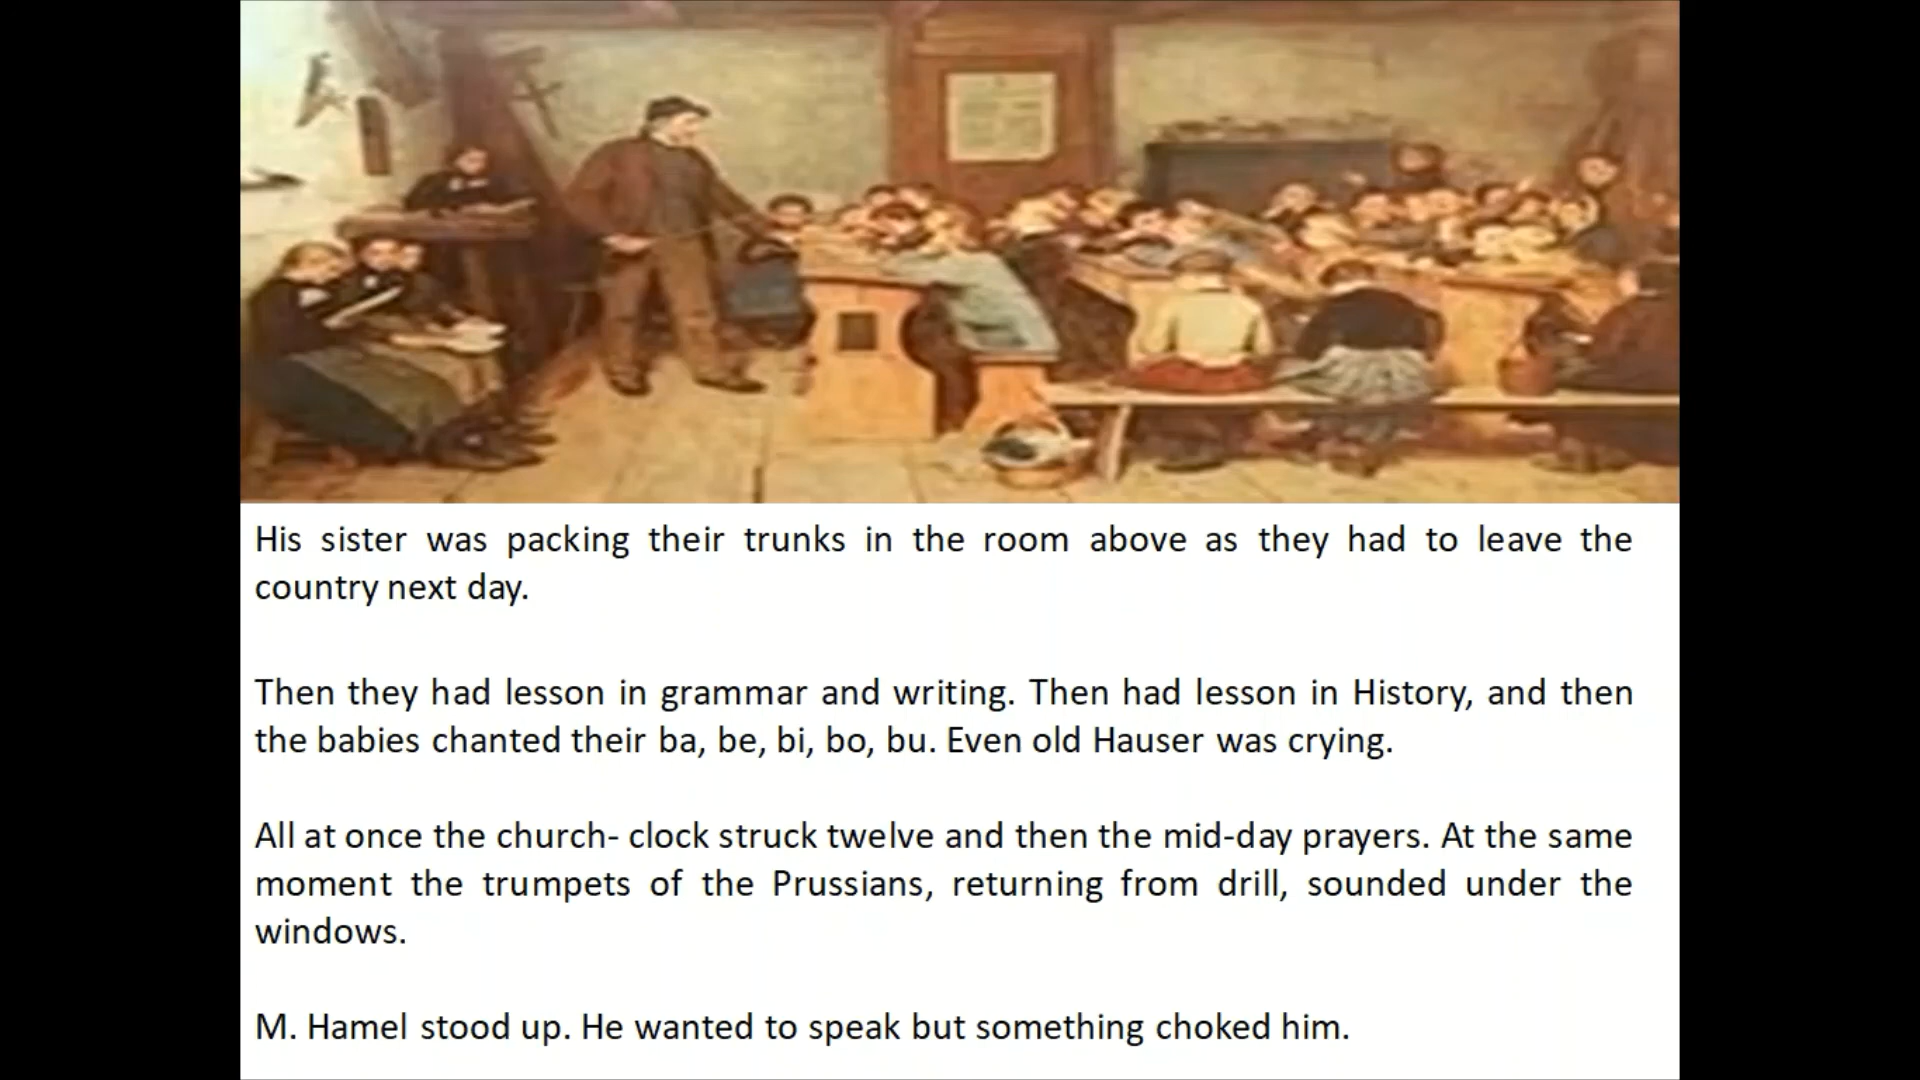 His sister was packing their trunks in the room above as they had to leave the
country next day.
Then they had lesson in grammar and writing. Then had lesson in History, and then
the babies chanted their ba, be, bi, bo, bu. Even old Hauser was crying.
All at once the church- clock struck twelve and then the mid-day prayers. At the same
moment the trumpets of the Prussians, returning from drill, sounded under the
windows.
M. Hamel stood up. He wanted to speak but something choked him.